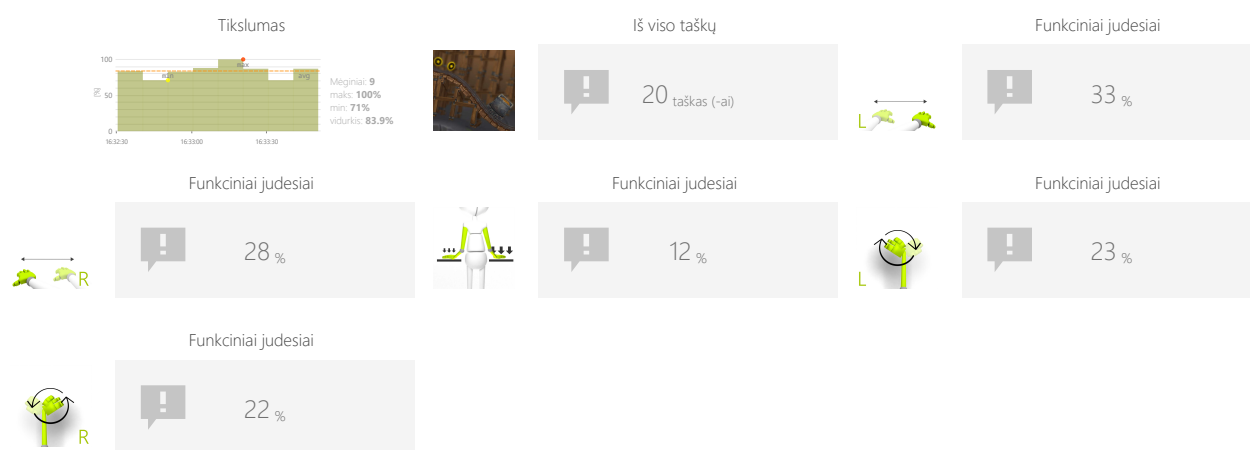 Tikslumas
100
50
0
(%)
min
max
avg
16:32:30
16:33:00
16:33:30
Mėginiai: 9
maks: 100%
min: 71%
vidurkis: 83.9%
Iš viso taškų
20 taškas (-ai)
Funkciniai judesiai
L
33 %
Funkciniai judesiai
R
28 %
Funkciniai judesiai
12 %
Funkciniai judesiai
L
23 %
Funkciniai judesiai
R
22 %